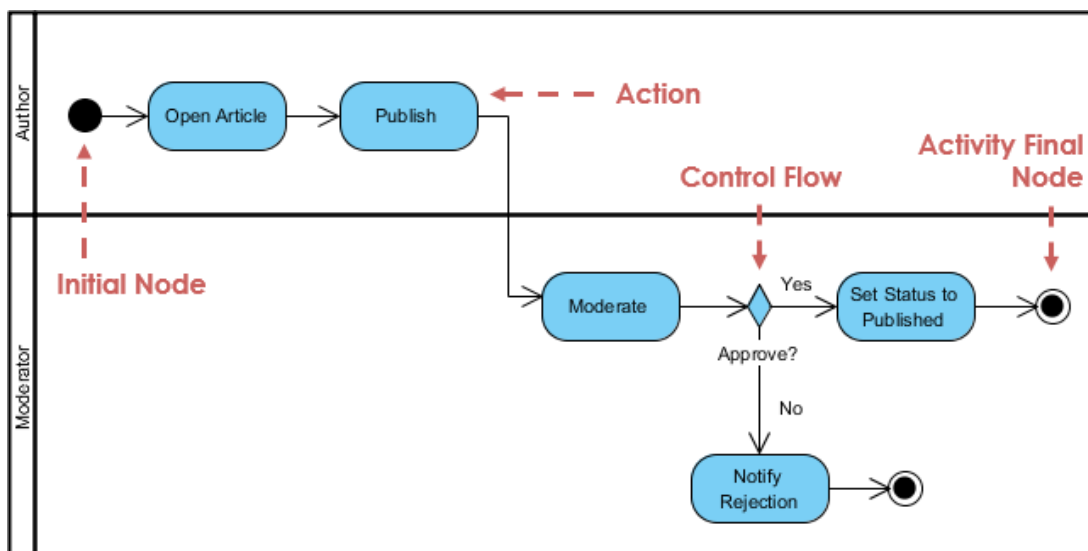 Author
Open Article
Publish
Action
Activity Final
Node
Control Flow
Initial Node
Moderator
Moderate
Yes
Set Status to
Published
Approve?
No
Notify
Rejection